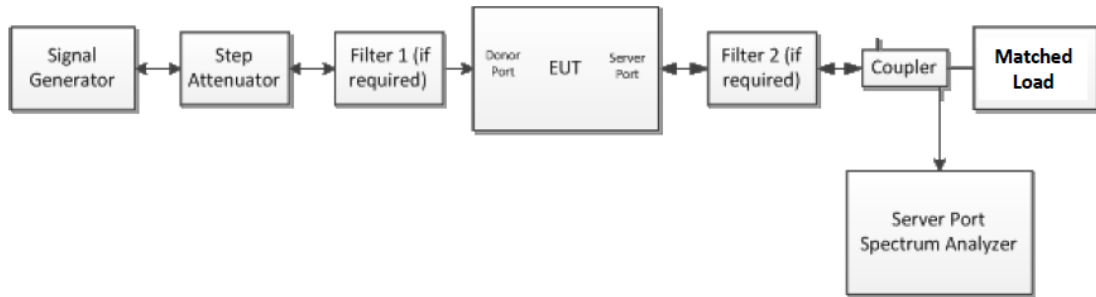 Signal
Generator
Step
Attenuator
Filter 1 (if
required)
Donor
Port
EUT
Server
Port
Filter 2 (if
required)
Coupler
Matched
Load
Server Port
Spectrum Analyzer